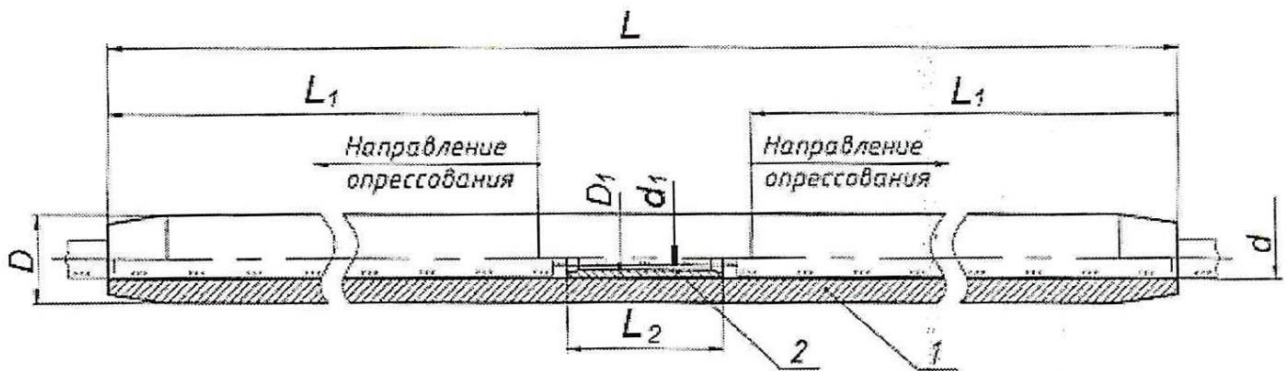 L
L₁
L₁
Направление
опрессования
Направление
опрессования
D₁
d₁
D
d
L₂
2
1